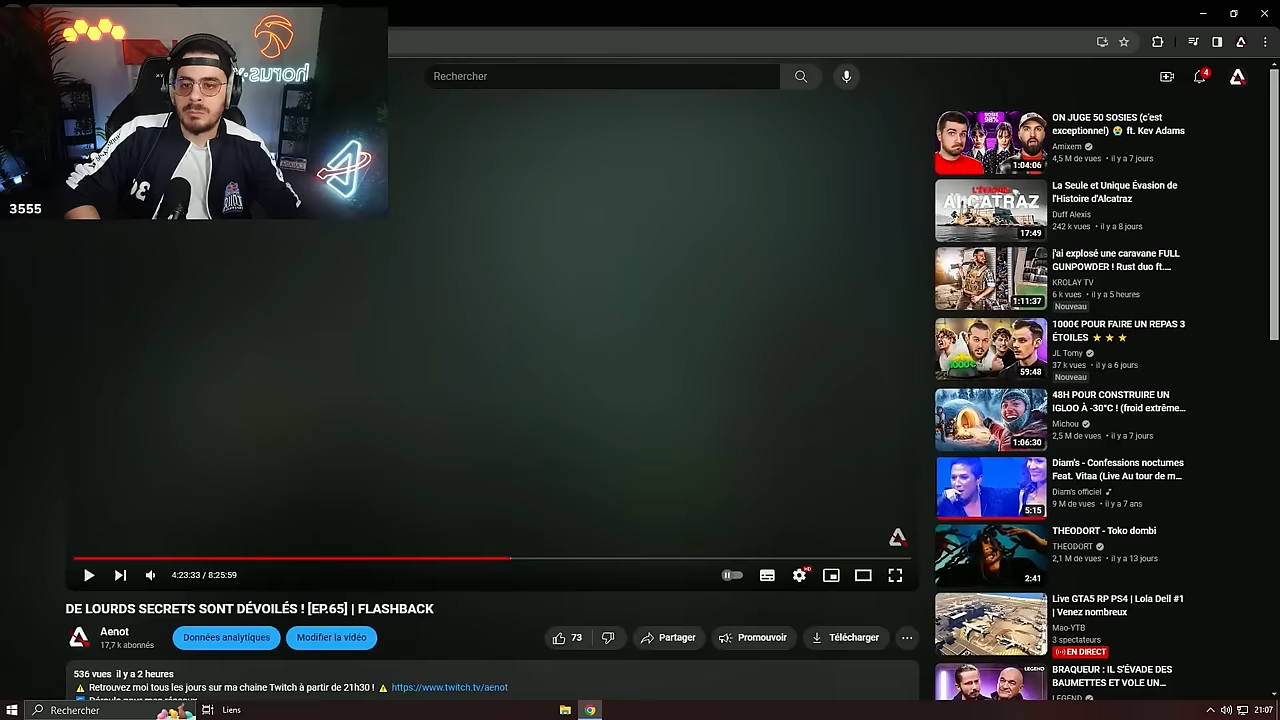 horus-x
3555
Rechercher
4
SOSIE
98%
1:04:06
ON JUGE 50 SOSIES (c'est
exceptionnel) 😨 ft. Kev Adams
Amixem
4,5 M de vues • il y a 7 jours
ALCATRAZ
17:49
La Seule et Unique Évasion de
l'Histoire d'Alcatraz
Duff Alexis
242 k vues • il y a 8 jours
1:11:37
j'ai explosé une caravane FULL
GUNPOWDER ! Rust duo ft....
KROLAY TV
6 k vues • il y a 5 heures
Nouveau
1000€
59:48
1000€ POUR FAIRE UN REPAS 3
ÉTOILES ⭐ ⭐ ⭐
JL Tomy
37 k vues • il y a 6 jours
Nouveau
1:06:30
48H POUR CONSTRUIRE UN
IGLOO À -30°C ! (froid extrême...
Michou
2,5 M de vues • il y a 7 jours
5:15
Diam's - Confessions nocturnes
Feat. Vitaa (Live Au tour de m...
Diam's officiel
9 M de vues • il y a 7 ans
2:41
THEODORT - Toko dombi
THEODORT
2,1 M de vues • il y a 13 jours
Live GTA5 RP PS4 | Lola Dell #1
| Venez nombreux
Mao-YTB
3 spectateurs
EN DIRECT
LEGEND
BRAQUEUR : IL S'ÉVADE DES
BAUMETTES ET VOLE UN...
LEGEND
4:23:33 / 8:25:59
HD
DE LOURDS SECRETS SONT DÉVOILÉS ! [EP.65] | FLASHBACK
Aenot
17,7 k abonnés
Données analytiques
Modifier la vidéo
73
Partager
Promouvoir
Télécharger
536 vues il y a 2 heures
⚠️ Retrouvez moi tous les jours sur ma chaine Twitch à partir de 21h30 ! ⚠️ https://www.twitch.tv/aenot
Rechercher
Liens
21:07